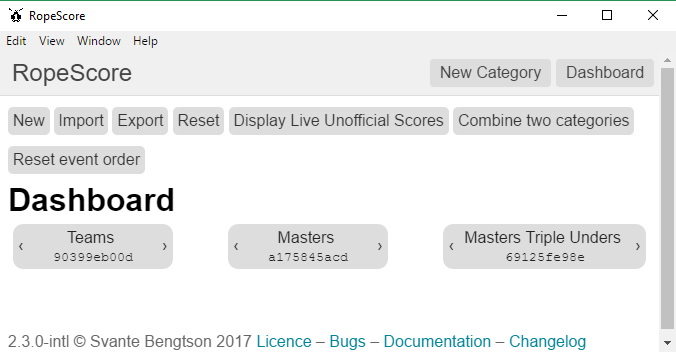 RopeScore
Edit View Window Help
RopeScore New Category Dashboard
New Import Export Reset Display Live Unofficial Scores Combine two categories
Reset event order
Dashboard
‹ Teams › ‹ Masters › ‹ Masters Triple Unders ›
90399eb00d a175845acd 69125fe98e
2.3.0-intl © Svante Bengtson 2017 Licence – Bugs – Documentation – Changelog